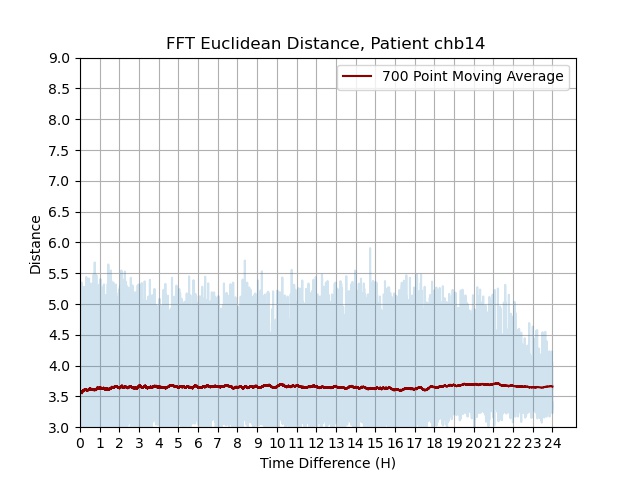 FFT Euclidean Distance, Patient chb14
700 Point Moving Average
9.0
8.5
8.0
7.5
7.0
6.5
6.0
5.5
5.0
4.5
4.0
3.5
3.0
Distance
0 1 2 3 4 5 6 7 8 9 10 11 12 13 14 15 16 17 18 19 20 21 22 23 24
Time Difference (H)